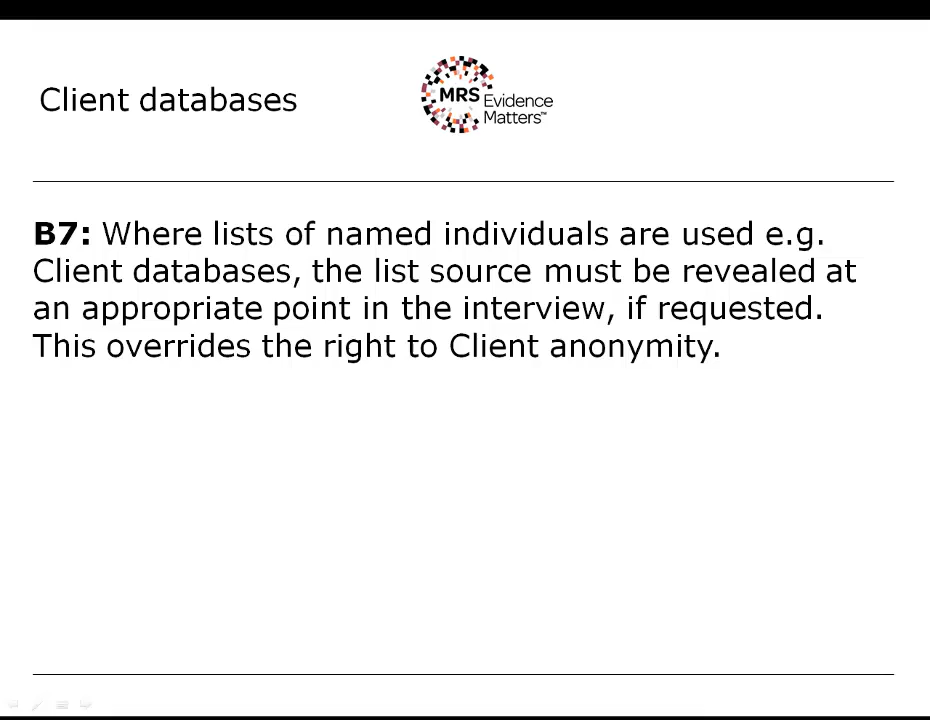 Client databases
MRS Evidence
Matters™
B7: Where lists of named individuals are used e.g.
Client databases, the list source must be revealed at
an appropriate point in the interview, if requested.
This overrides the right to Client anonymity.